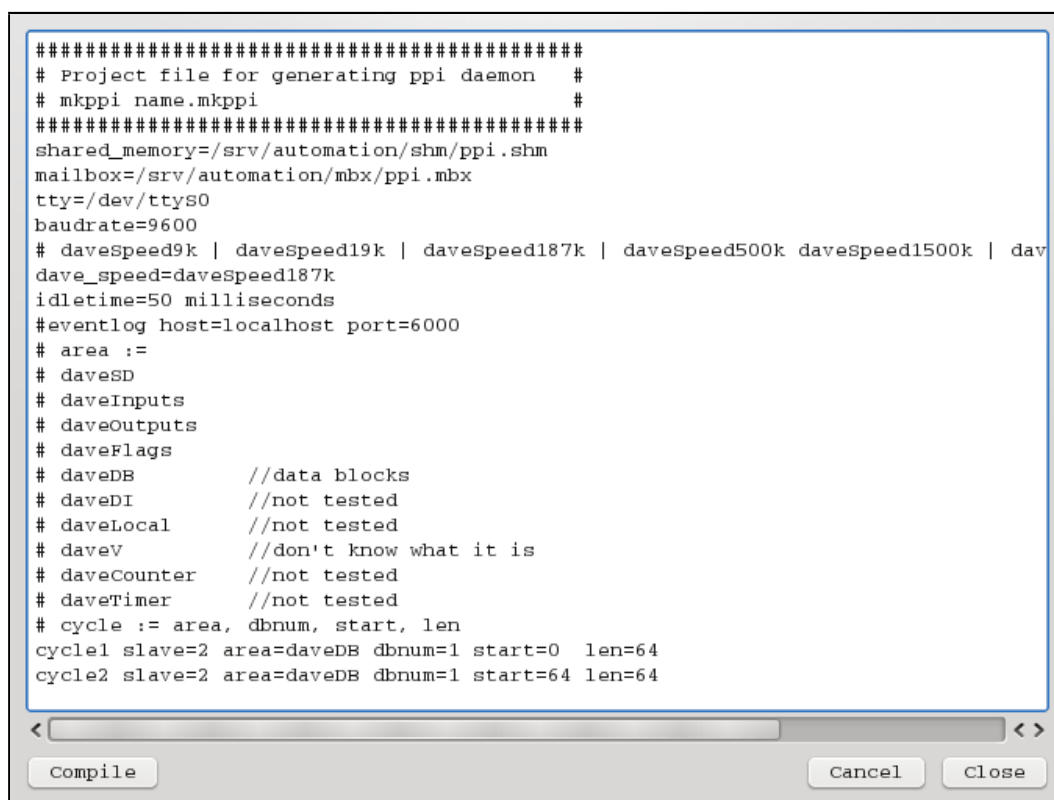 ############################################
# Project file for generating ppi daemon   #
# mkppi name.mkppi                         #
############################################
shared_memory=/srv/automation/shm/ppi.shm
mailbox=/srv/automation/mbx/ppi.mbx
tty=/dev/ttyS0
baudrate=9600
# daveSpeed9k | daveSpeed19k | daveSpeed187k | daveSpeed500k daveSpeed1500k | dav
dave_speed=daveSpeed187k
idletime=50 milliseconds
#eventlog host=localhost port=6000
# area :=
# daveSD
# daveInputs
# daveOutputs
# daveFlags
# daveDB         //data blocks
# daveDI         //not tested
# daveLocal      //not tested
# daveV          //don't know what it is
# daveCounter    //not tested
# daveTimer      //not tested
# cycle := area, dbnum, start, len
cycle1 slave=2 area=daveDB dbnum=1 start=0  len=64
cycle2 slave=2 area=daveDB dbnum=1 start=64 len=64
Compile Cancel Close